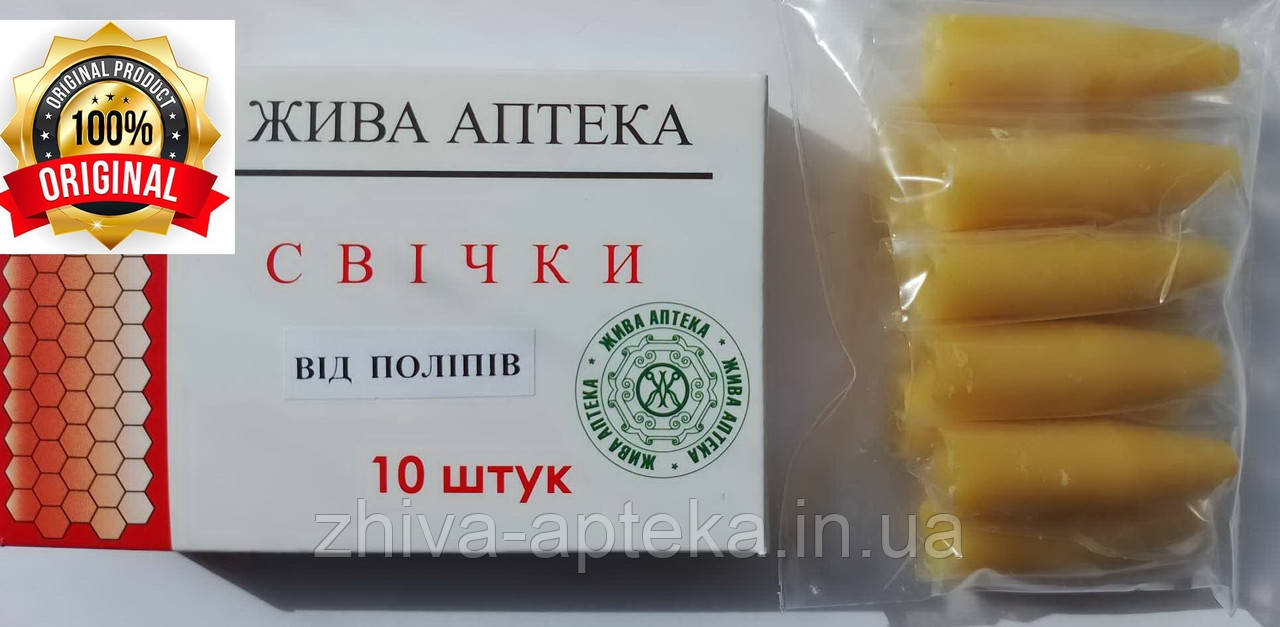 ORIGINAL PRODUCT
100%
ORIGINAL
ЖИВА АПТЕКА
СВІЧКИ
ВІД ПОЛІПІВ
ЖИВА АПТЕКА * ЖИВА АПТЕКА * ЖИВА АПТЕКА *
Ж
10 штук
zhiva-apteka.in.ua